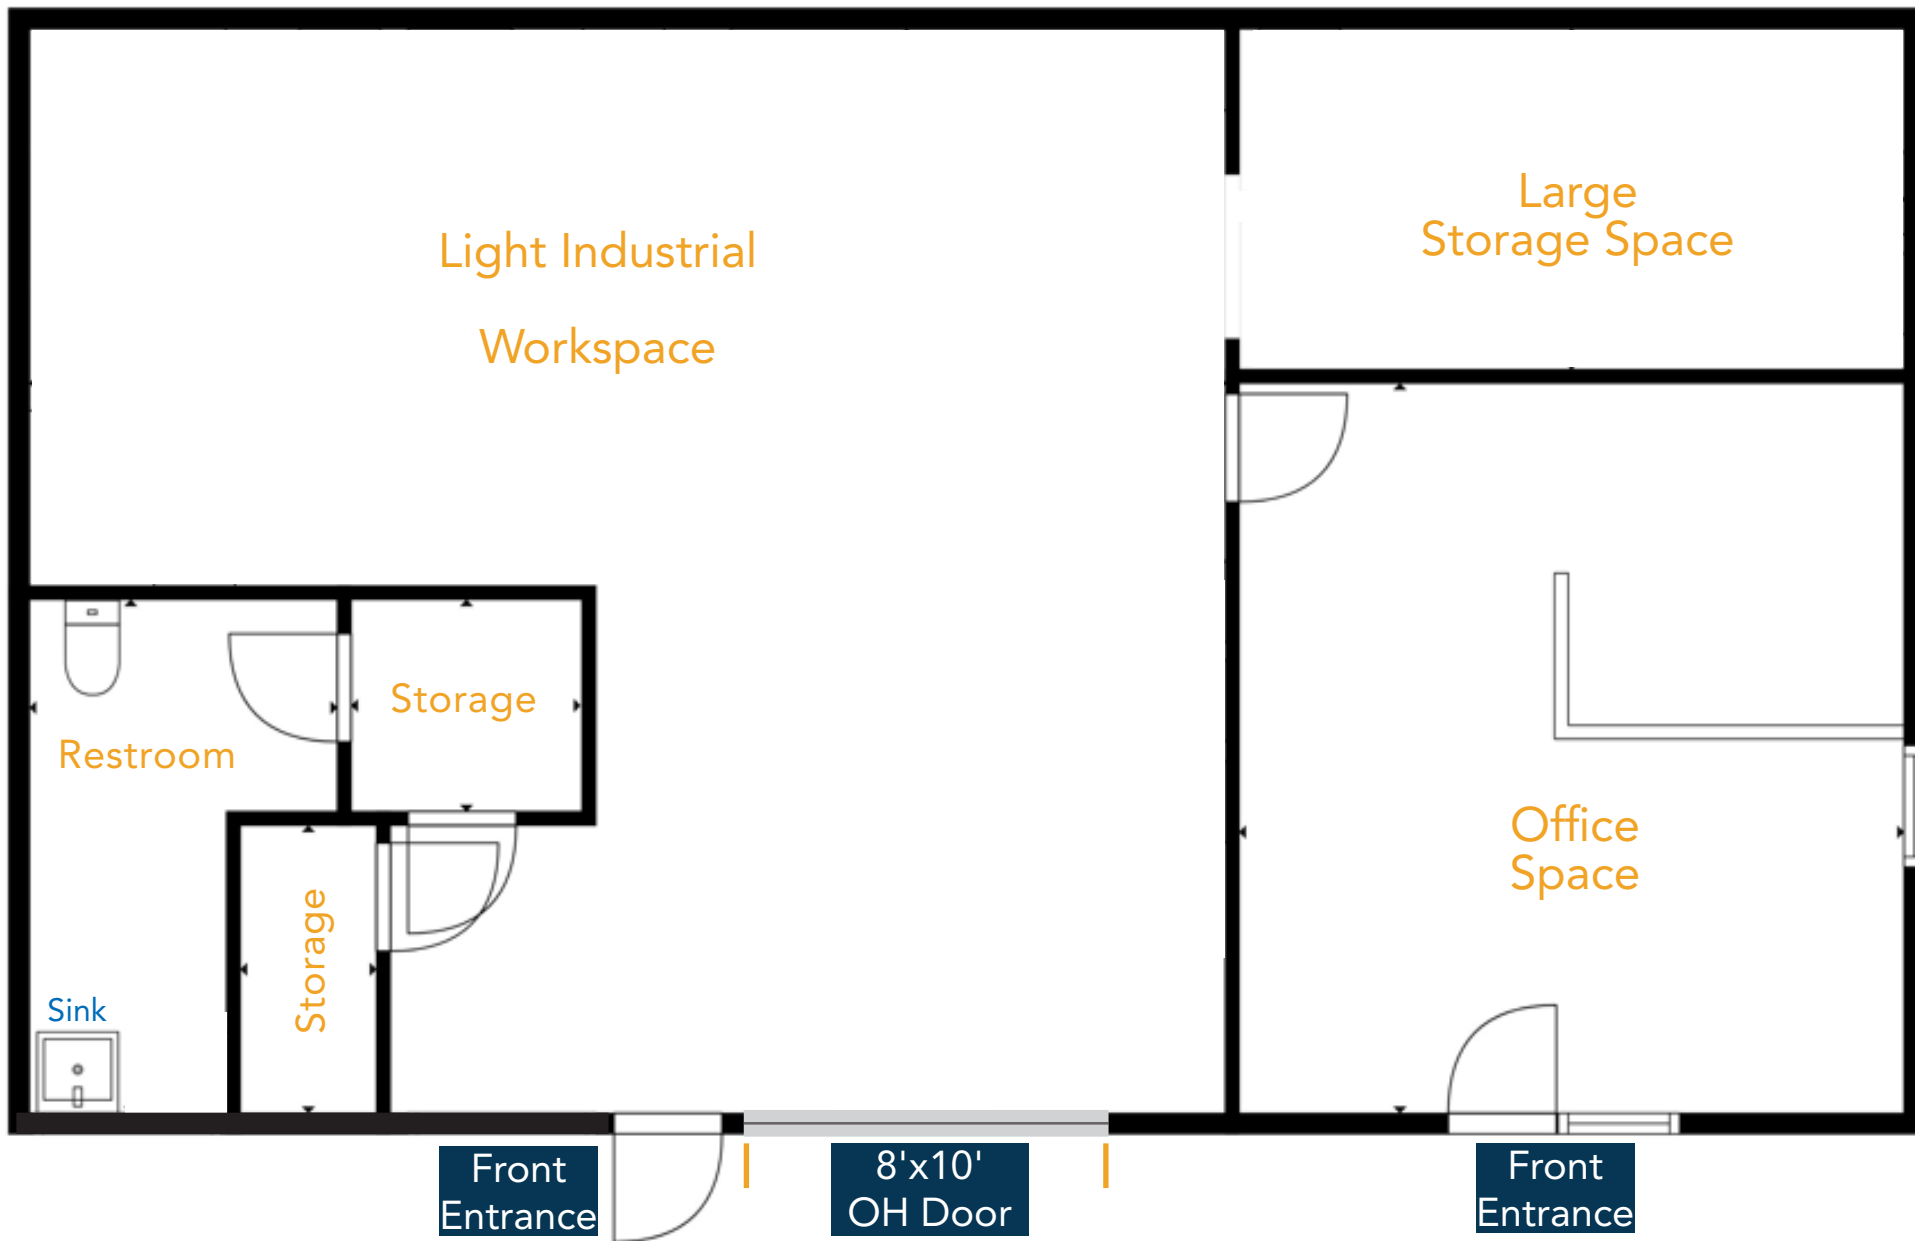 Light Industrial
Workspace
Large
Storage Space
Storage
Restroom
Storage
Sink
Office
Space
Front
Entrance
8'x10'
OH Door
Front
Entrance